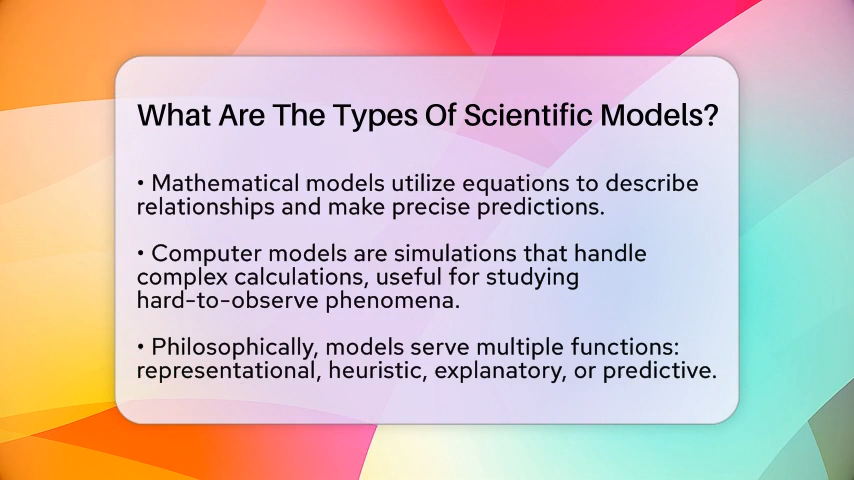 What Are The Types Of Scientific Models?
• Mathematical models utilize equations to describe
relationships and make precise predictions.
• Computer models are simulations that handle
complex calculations, useful for studying
hard-to-observe phenomena.
• Philosophically, models serve multiple functions:
representational, heuristic, explanatory, or predictive.